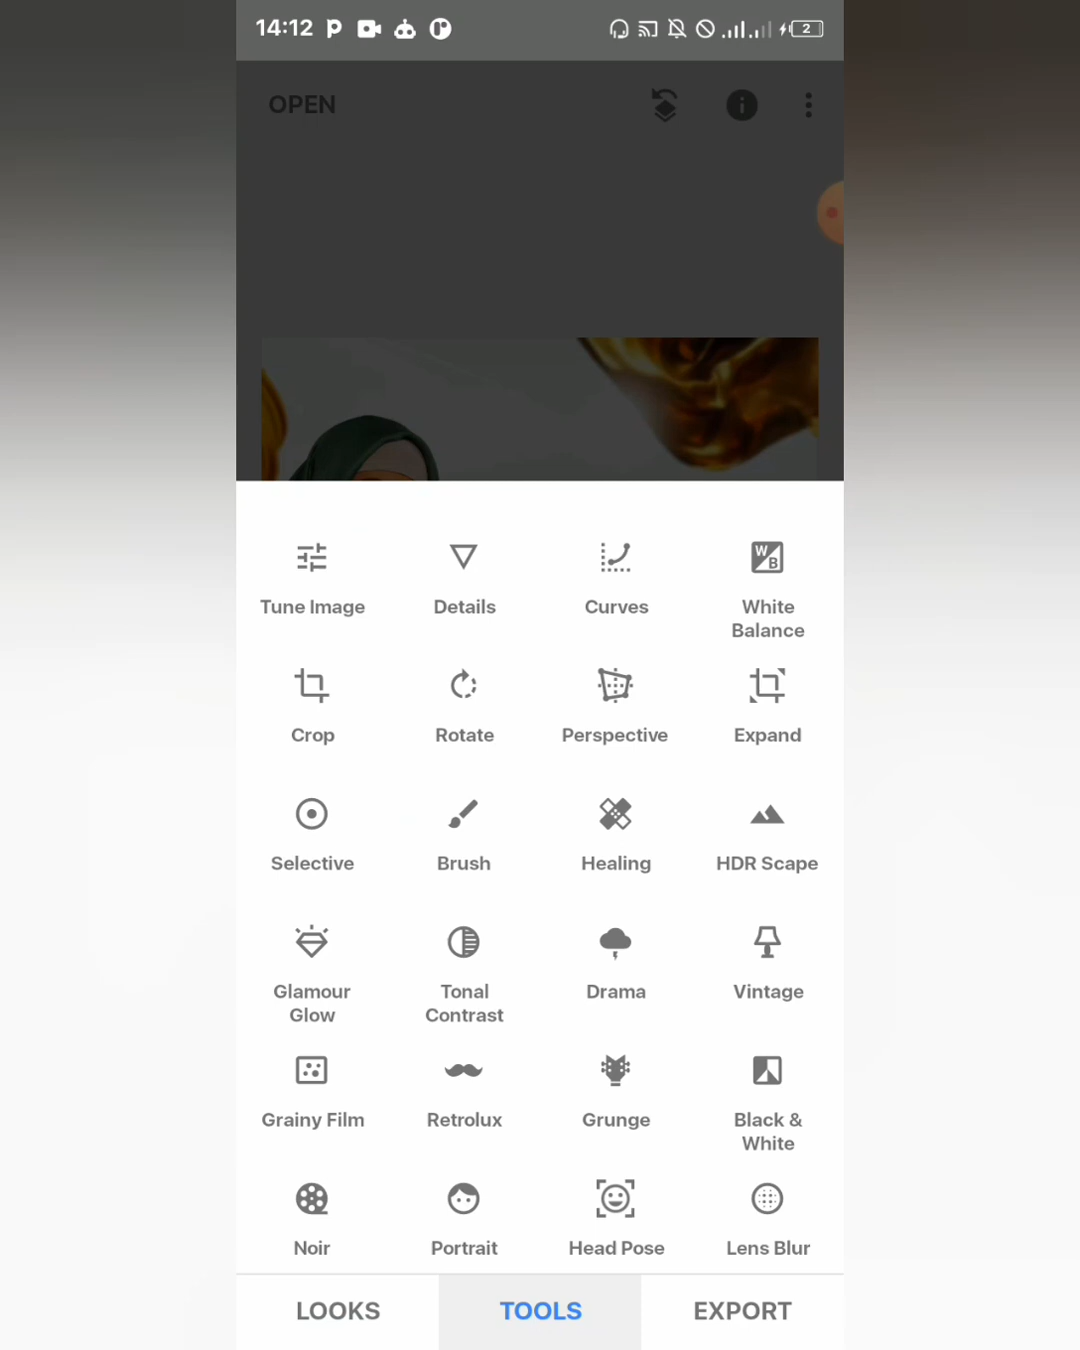 14:12
2
OPEN
Tune Image
Details
Curves
White
Balance
Crop
Rotate
Perspective
Expand
Selective
Brush
Healing
HDR Scape
Glamour
Glow
Tonal
Contrast
Drama
Vintage
Grainy Film
Retrolux
Grunge
Black &
White
Noir
Portrait
Head Pose
Lens Blur
LOOKS
TOOLS
EXPORT